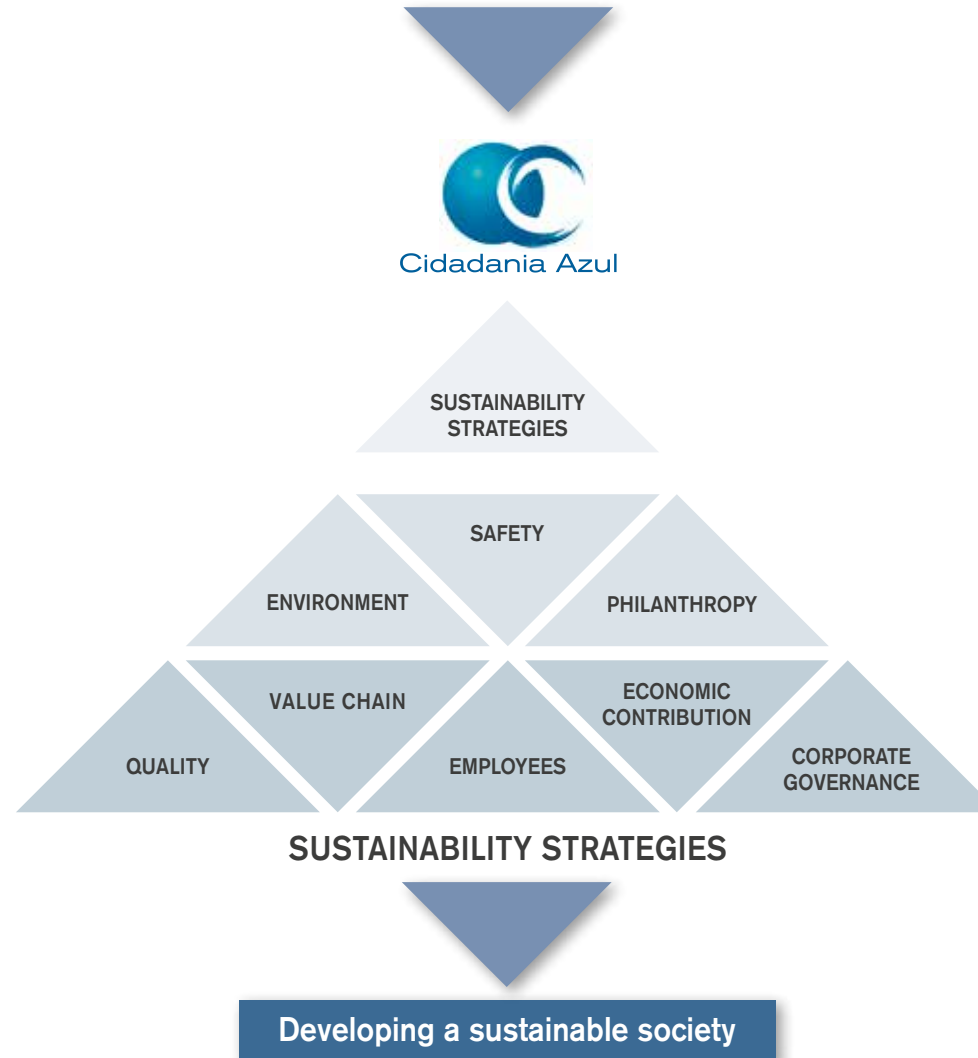 Cidadania Azul
SUSTAINABILITY
STRATEGIES
SAFETY
ENVIRONMENT
PHILANTHROPY
VALUE CHAIN
ECONOMIC
CONTRIBUTION
QUALITY
EMPLOYEES
CORPORATE
GOVERNANCE
SUSTAINABILITY STRATEGIES
Developing a sustainable society